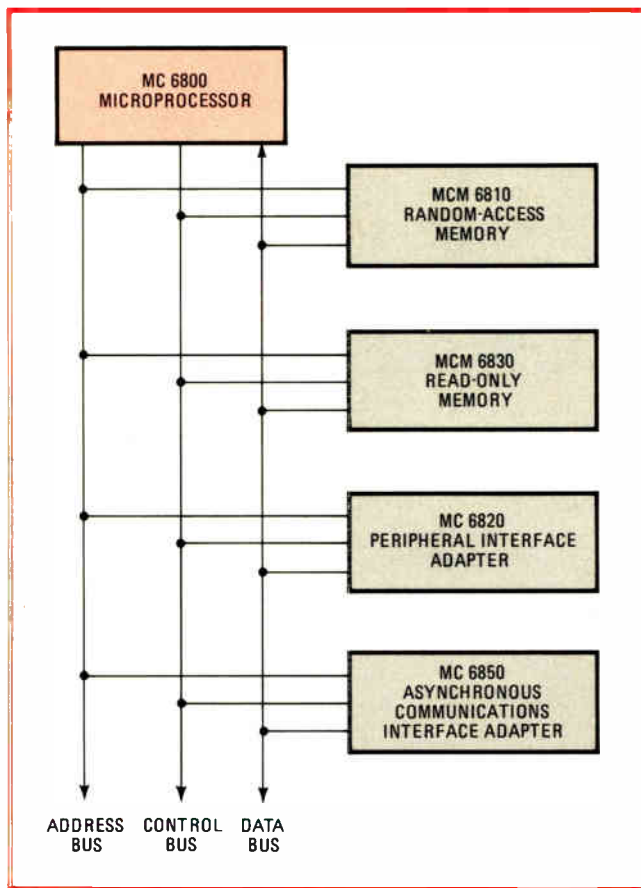 MC 6800
MICROPROCESSOR
MCM 6810
RANDOM-ACCESS
MEMORY
MCM 6830
READ-ONLY
MEMORY
MC 6820
PERIPHERAL INTERFACE
ADAPTER
MC 6850
ASYNCHRONOUS
COMMUNICATIONS
INTERFACE ADAPTER
ADDRESS BUS
CONTROL BUS
DATA BUS